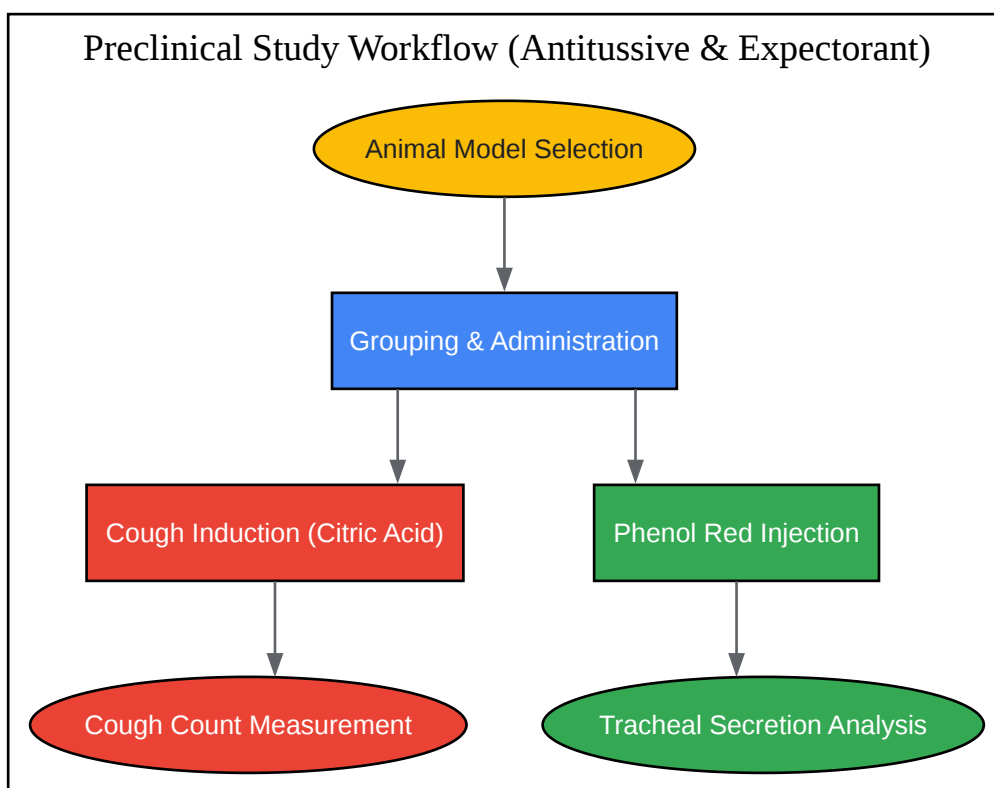 Preclinical Study Workflow (Antitussive & Expectorant)
Animal Model Selection
Grouping & Administration
Cough Induction (Citric Acid)
Phenol Red Injection
Cough Count Measurement
Tracheal Secretion Analysis